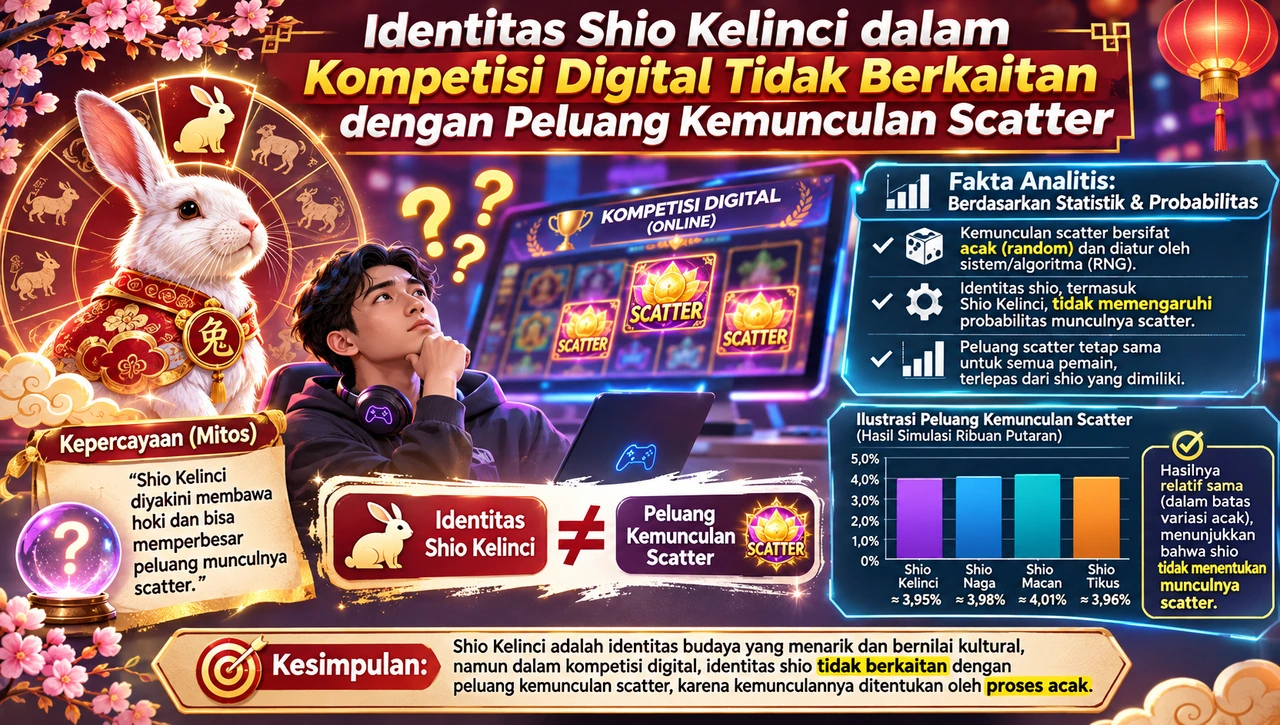 Identitas Shio Kelinci dalam
Kompetisi Digital Tidak Berkaitan
dengan Peluang Kemunculan Scatter
兔
Kepercayaan (Mitos)
“Shio Kelinci
diyakini membawa
hoki dan bisa
memperbesar
peluang munculnya
scatter.”
?
? ? ?
KOMPETISI DIGITAL
(ONLINE)
SCATTER
SCATTER
SCATTER
Identitas
Shio Kelinci
≠
Peluang
Kemunculan
Scatter
SCATTER
Fakta Analitis:
Berdasarkan Statistik & Probabilitas
Kemunculan scatter bersifat
acak (random) dan diatur oleh
sistem/algoritma (RNG).
Identitas shio, termasuk
Shio Kelinci, tidak memengaruhi
probabilitas munculnya scatter.
Peluang scatter tetap sama
untuk semua pemain,
terlepas dari shio yang dimiliki.
Ilustrasi Peluang Kemunculan Scatter
(Hasil Simulasi Ribuan Putaran)
5,0%
4,0%
3,0%
2,0%
1,0%
0%
Shio Kelinci ≈ 3,95%
Shio Naga ≈ 3,98%
Shio Macan ≈ 4,01%
Shio Tikus ≈ 3,96%
Hasilnya
relatif sama
(dalam batas
variasi acak),
menunjukkan
bahwa shio
tidak menentukan
munculnya
scatter.
Kesimpulan:
Shio Kelinci adalah identitas budaya yang menarik dan bernilai kultural,
namun dalam kompetisi digital, identitas shio tidak berkaitan dengan
peluang kemunculan scatter, karena kemunculannya ditentukan oleh proses acak.